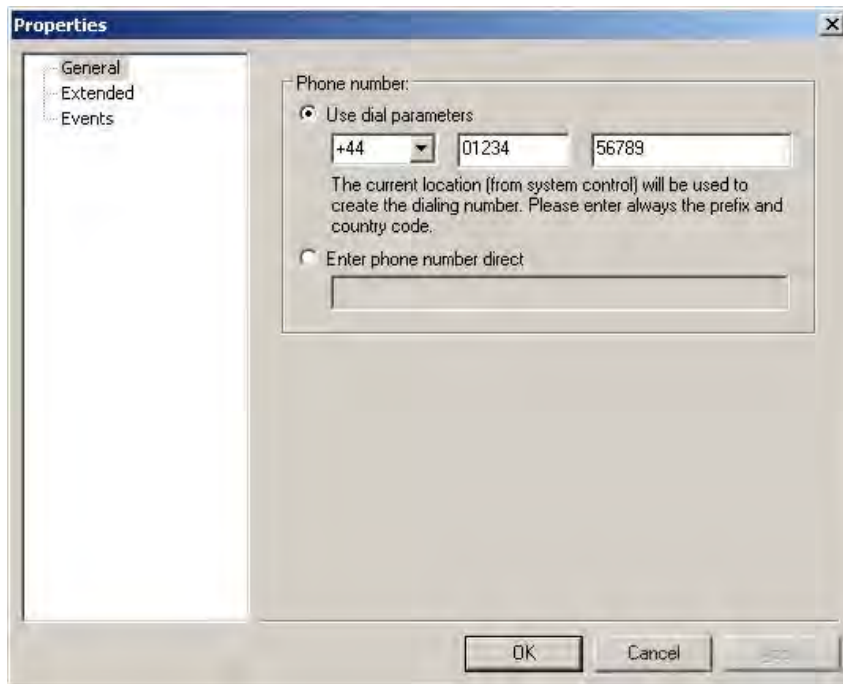 Properties
General
Extended
Events
Phone number:
Use dial parameters
+44 01234 56789
The current location (from system control) will be used to
create the dialing number. Please enter always the prefix and
country code.
Enter phone number direct
OK Cancel